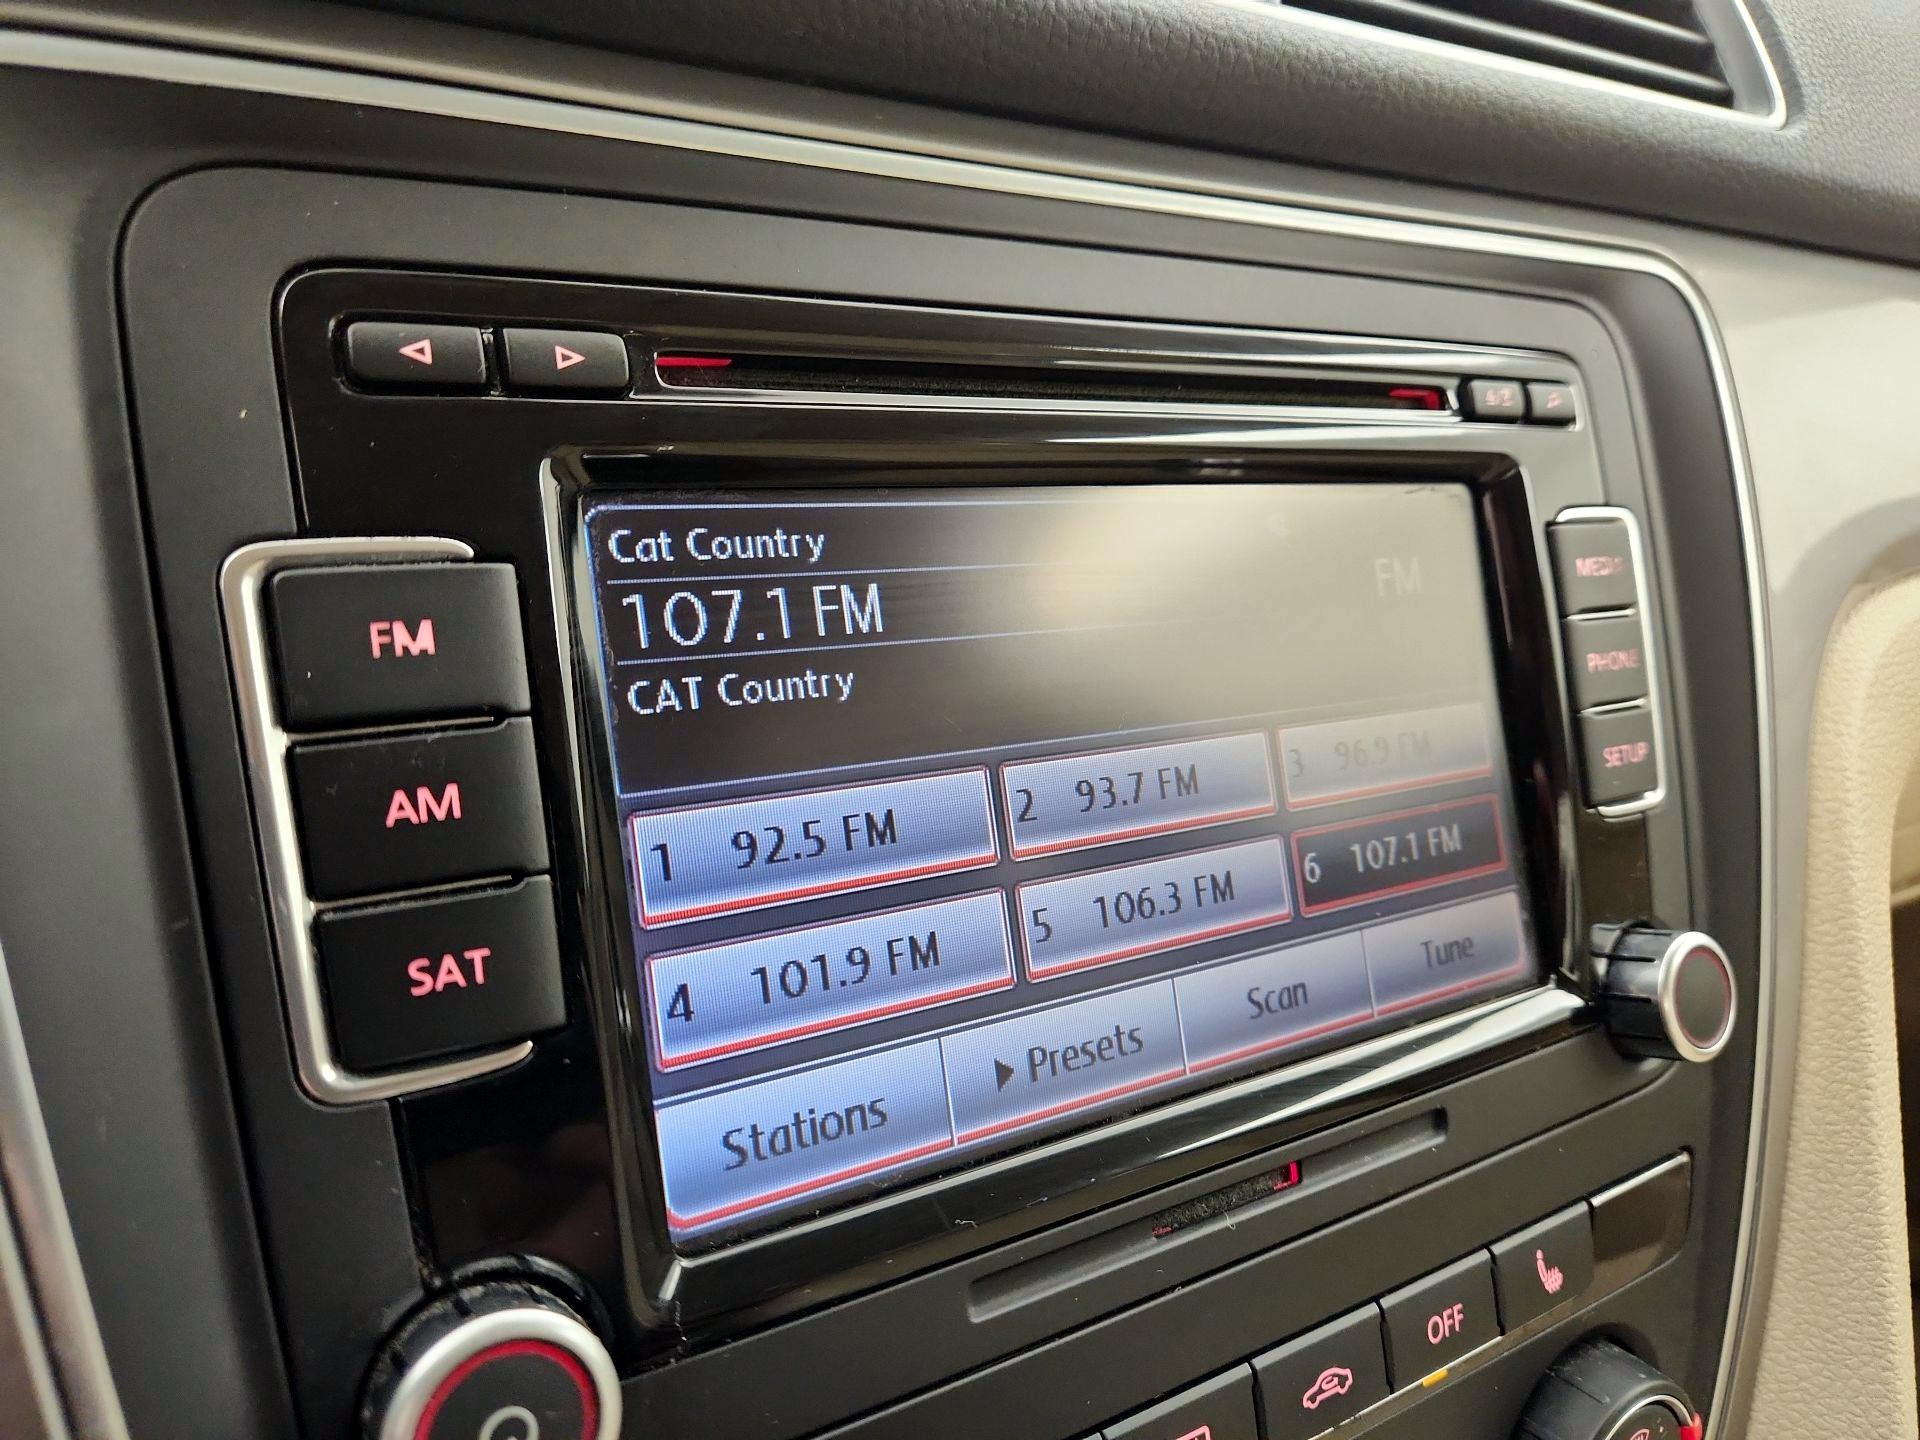 Cat Country
107.1 FM
FM
CAT Country
1 92.5 FM
2 93.7 FM
3 96.9 FM
4 101.9 FM
5 106.3 FM
6 107.1 FM
Stations
Presets
Scan
Tune
FM
AM
SAT
MEDIA
PHONE
SETUP
OFF